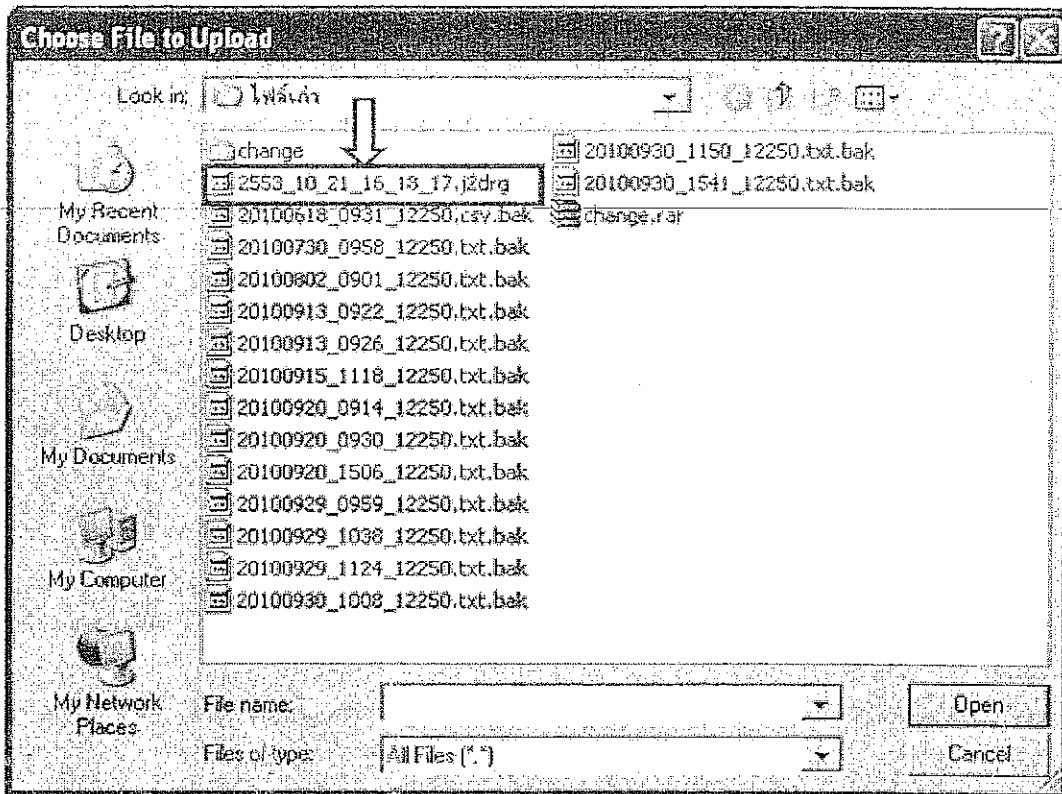 Choose File to Upload
Look in: ไฟล์เก่า
My Recent
Documents
Desktop
My Documents
My Computer
My Network
Places
change
2553_10_21_16_13_17.j2drg
20100618_0931_12250.csv.bak
20100730_0958_12250.txt.bak
20100802_0901_12250.txt.bak
20100913_0922_12250.txt.bak
20100913_0926_12250.txt.bak
20100915_1118_12250.txt.bak
20100920_0914_12250.txt.bak
20100920_0930_12250.txt.bak
20100920_1506_12250.txt.bak
20100929_0959_12250.txt.bak
20100929_1038_12250.txt.bak
20100929_1124_12250.txt.bak
20100930_1008_12250.txt.bak
20100930_1150_12250.txt.bak
20100930_1541_12250.txt.bak
change.rar
File name:
Open
Files of type: All Files (*.*)
Cancel